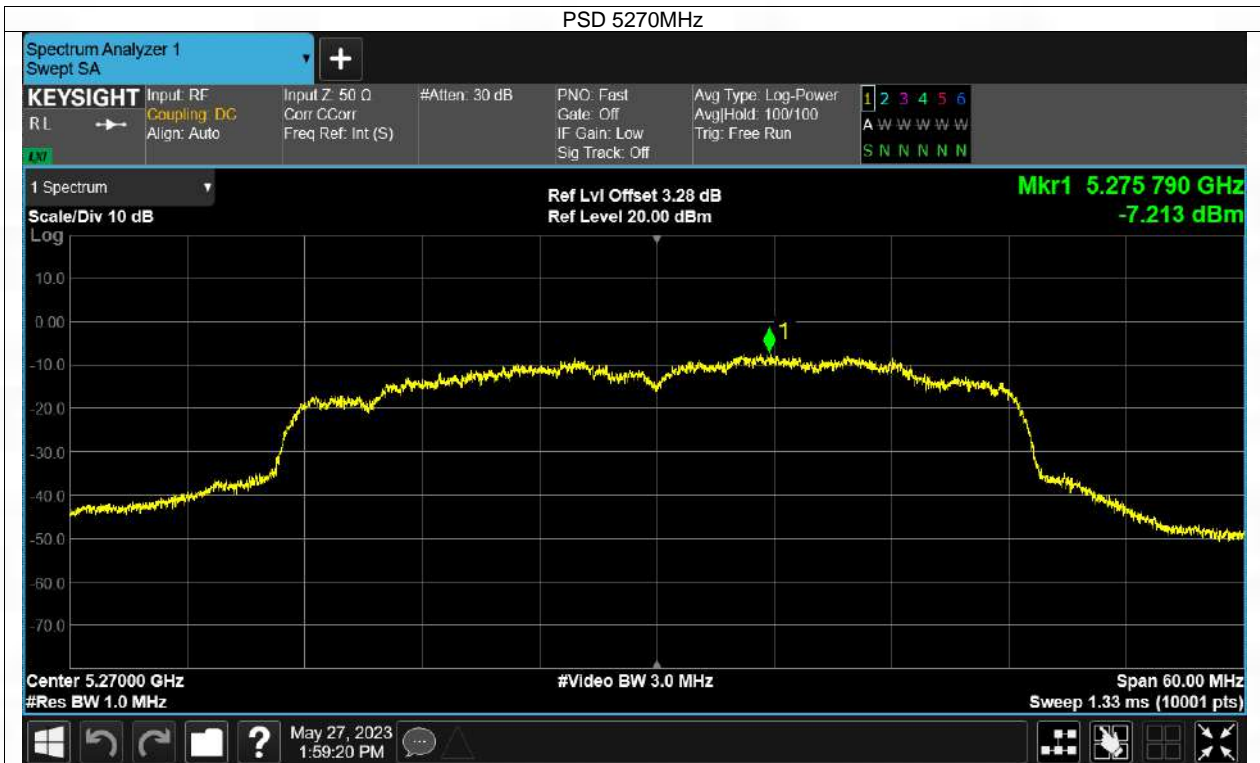 PSD 5270MHz
Spectrum Analyzer 1
Swept SA
KEYSIGHT
RL
LXI
Input: RF
Coupling: DC
Align: Auto
Input Z: 50 Ω
Corr CCorr
Freq Ref: Int (S)
#Atten: 30 dB
PNO: Fast
Gate: Off
IF Gain: Low
Sig Track: Off
Avg Type: Log-Power
Avg|Hold: 100/100
Trig: Free Run
1 2 3 4 5 6
A W W W W W
S N N N N N
1 Spectrum
Scale/Div 10 dB
Log
Ref Lvl Offset 3.28 dB
Ref Level 20.00 dBm
Mkr1 5.275 790 GHz
-7.213 dBm
10.0
0.00
-10.0
-20.0
-30.0
-40.0
-50.0
-60.0
-70.0
1
Center 5.27000 GHz
#Res BW 1.0 MHz
#Video BW 3.0 MHz
Span 60.00 MHz
Sweep 1.33 ms (10001 pts)
?
May 27, 2023
1:59:20 PM